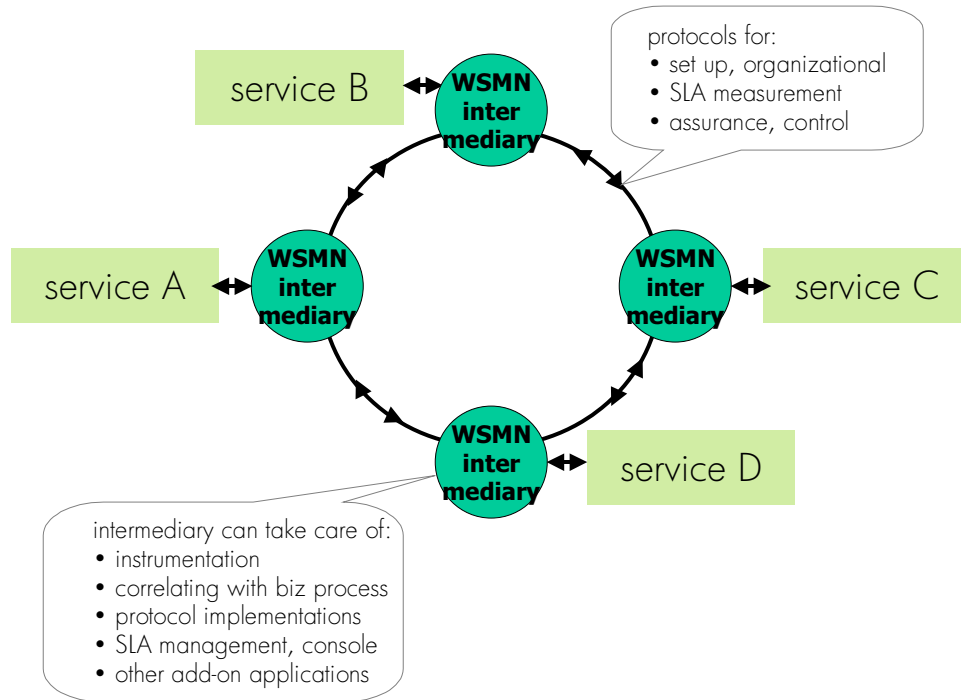 protocols for:
• set up, organizational
• SLA measurement
• assurance, control
service B
WSMN
inter
mediary
service A
WSMN
inter
mediary
WSMN
inter
mediary
service C
WSMN
inter
mediary
service D
intermediary can take care of:
• instrumentation
• correlating with biz process
• protocol implementations
• SLA management, console
• other add-on applications